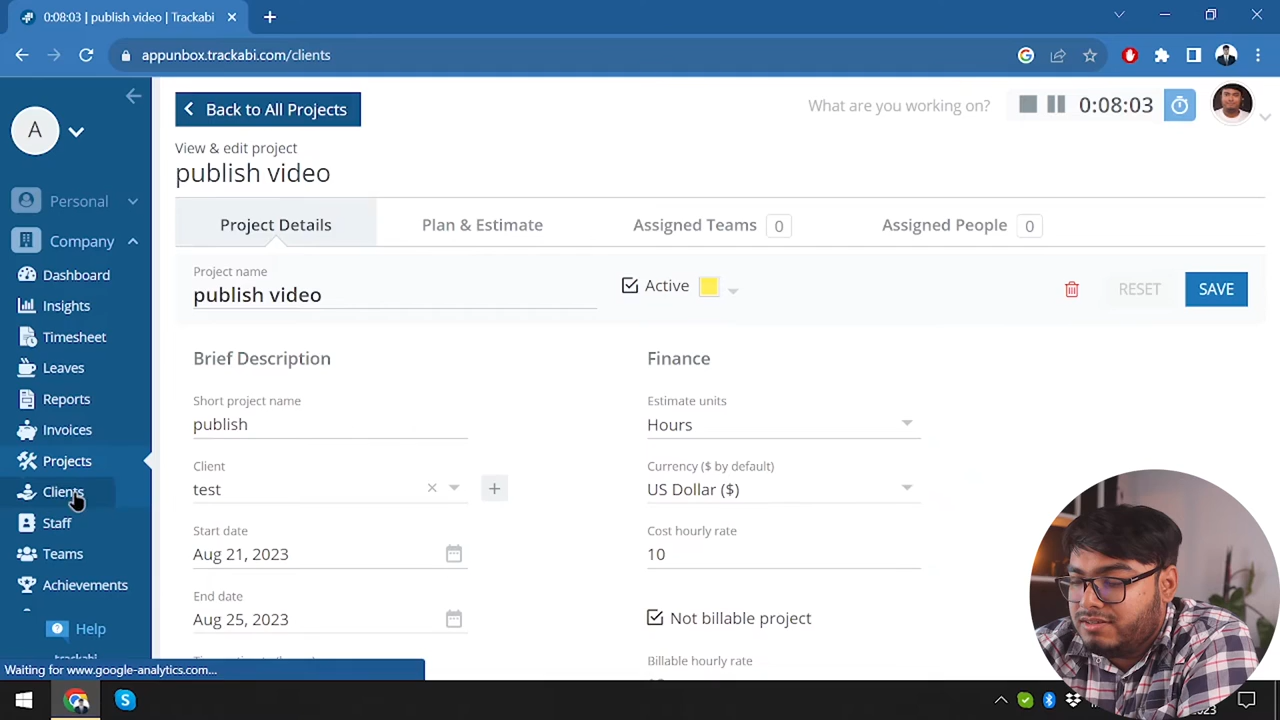 0:08:03 | publish video | Trackabi
appunbox.trackabi.com/clients
A
Personal
Company
Dashboard
Insights
Timesheet
Leaves
Reports
Invoices
Projects
Clients
Staff
Teams
Achievements
Help
trackabi
Back to All Projects
What are you working on?
0:08:03
View & edit project
publish video
Project Details
Plan & Estimate
Assigned Teams 0
Assigned People 0
Project name
publish video
Active
RESET
SAVE
Brief Description
Short project name
publish
Client
test
Start date
Aug 21, 2023
End date
Aug 25, 2023
Finance
Estimate units
Hours
Currency ($ by default)
US Dollar ($)
Cost hourly rate
10
Not billable project
Billable hourly rate
Waiting for www.google-analytics.com...